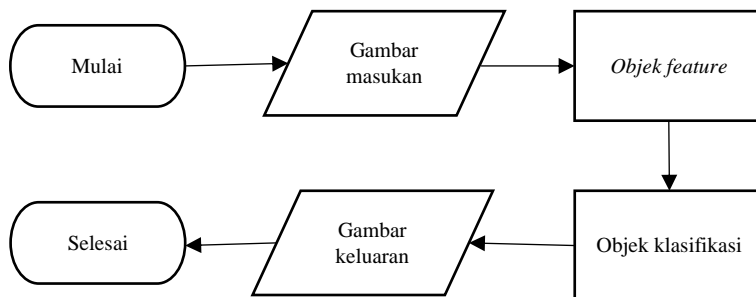 Mulai
Gambar
masukan
Objek feature
Objek klasifikasi
Gambar
keluaran
Selesai